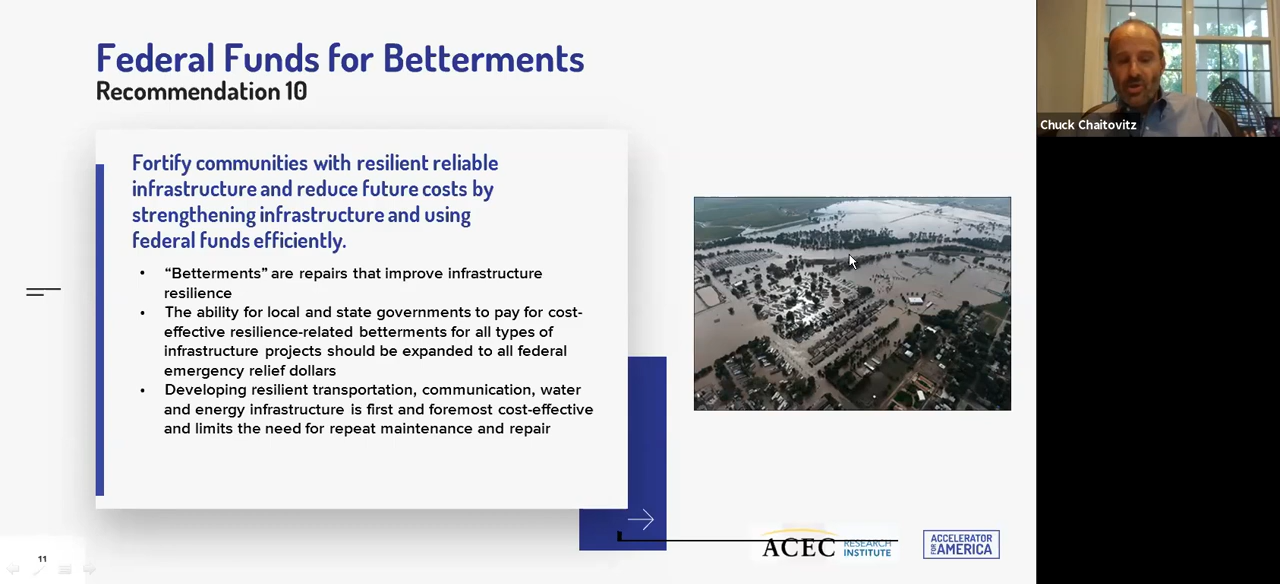 Federal Funds for Betterments
Recommendation 10
Fortify communities with resilient reliable
infrastructure and reduce future costs by
strengthening infrastructure and using
federal funds efficiently.
• “Betterments” are repairs that improve infrastructure
resilience
• The ability for local and state governments to pay for cost-
effective resilience-related betterments for all types of
infrastructure projects should be expanded to all federal
emergency relief dollars
• Developing resilient transportation, communication, water
and energy infrastructure is first and foremost cost-effective
and limits the need for repeat maintenance and repair
11
ACEC RESEARCH
INSTITUTE
ACCELERATOR
FOR AMERICA
Chuck Chaitovitz